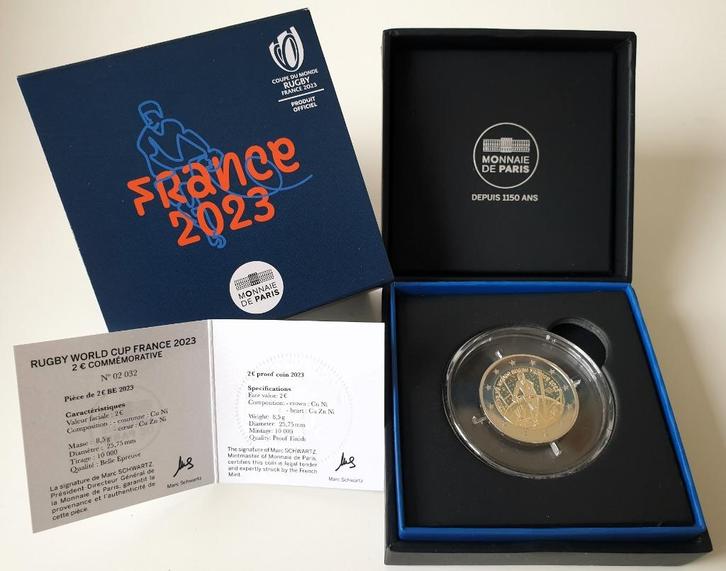 COUPE DU MONDE
RUGBY
FRANCE 2023
PRODUIT
OFFICIEL
FRANCE
2023
MONNAIE
DE PARIS
MONNAIE
DE PARIS
DEPUIS 1150 ANS
RUGBY WORLD CUP FRANCE 2023
2 € COMMÉMORATIVE
N° 02 032
Pièce de 2€ BE 2023
Caractéristiques
Valeur faciale : 2€
Composition : - couronne : Cu Ni
- cœur : Cu Zn Ni
Masse : 8,5g
Diamètre : 25,75 mm
Tirage : 10 000
Qualité : Belle Epreuve
La signature de Marc SCHWARTZ,
Président-Directeur Général de
la Monnaie de Paris, garantit la
provenance et l'authenticité de
cette pièce.
Marc Schwartz
2€ proof coin 2023
Specifications
Face value: 2€
Composition: - crown : Cu Ni
- heart : Cu Zn Ni
Weight: 8,5g
Diameter: 25,75 mm
Mintage: 10 000
Quality: Proof Finish
The signature of Marc SCHWARTZ,
Mintmaster of Monnaie de Paris,
certifies this coin is legal tender
and expertly struck by the French
Mint.
Marc Schwartz